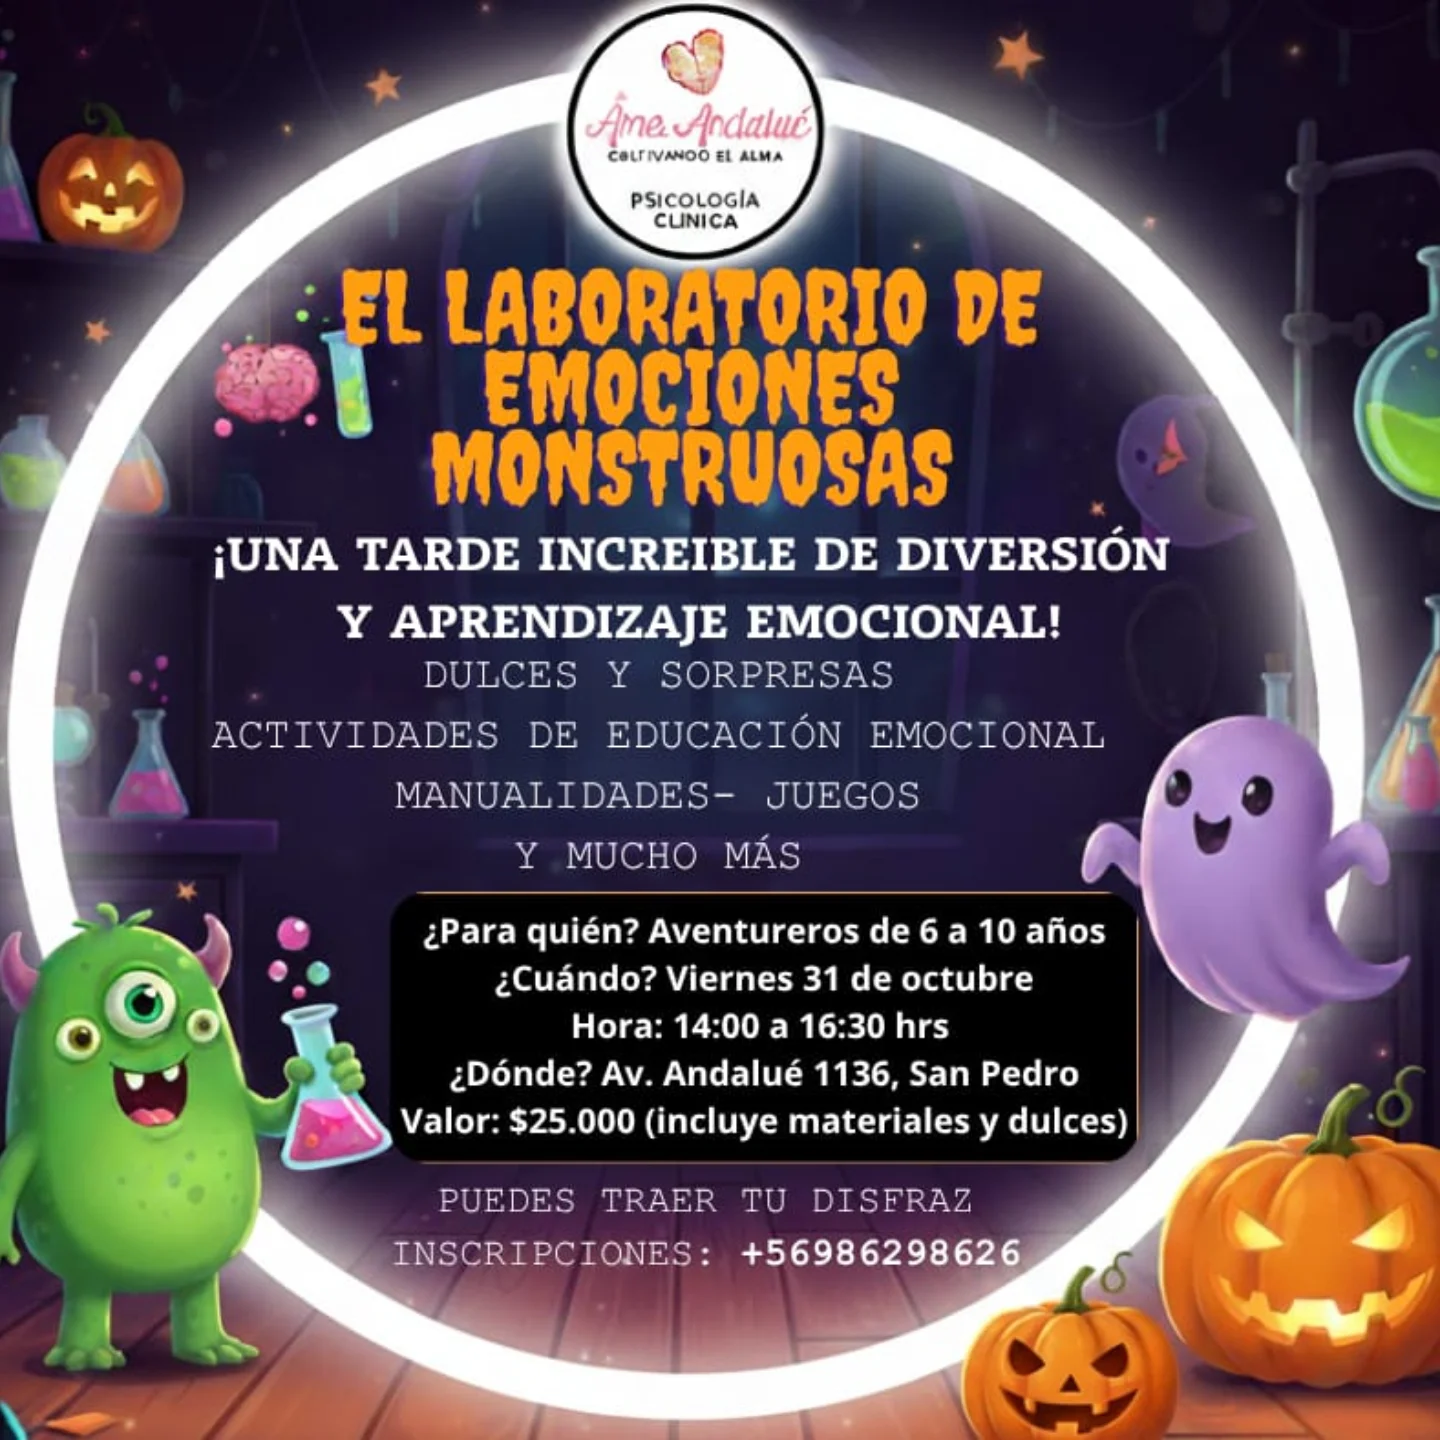 Âme Andalué
CULTIVANDO EL ALMA
PSICOLOGÍA
CLINICA
EL LABORATORIO DE
EMOCIONES
MONSTRUOSAS
¡UNA TARDE INCREIBLE DE DIVERSIÓN
Y APRENDIZAJE EMOCIONAL!
DULCES Y SORPRESAS
ACTIVIDADES DE EDUCACIÓN EMOCIONAL
MANUALIDADES- JUEGOS
Y MUCHO MÁS
¿Para quién? Aventureros de 6 a 10 años
¿Cuándo? Viernes 31 de octubre
Hora: 14:00 a 16:30 hrs
¿Dónde? Av. Andalué 1136, San Pedro
Valor: $25.000 (incluye materiales y dulces)
PUEDES TRAER TU DISFRAZ
INSCRIPCIONES: +56986298626